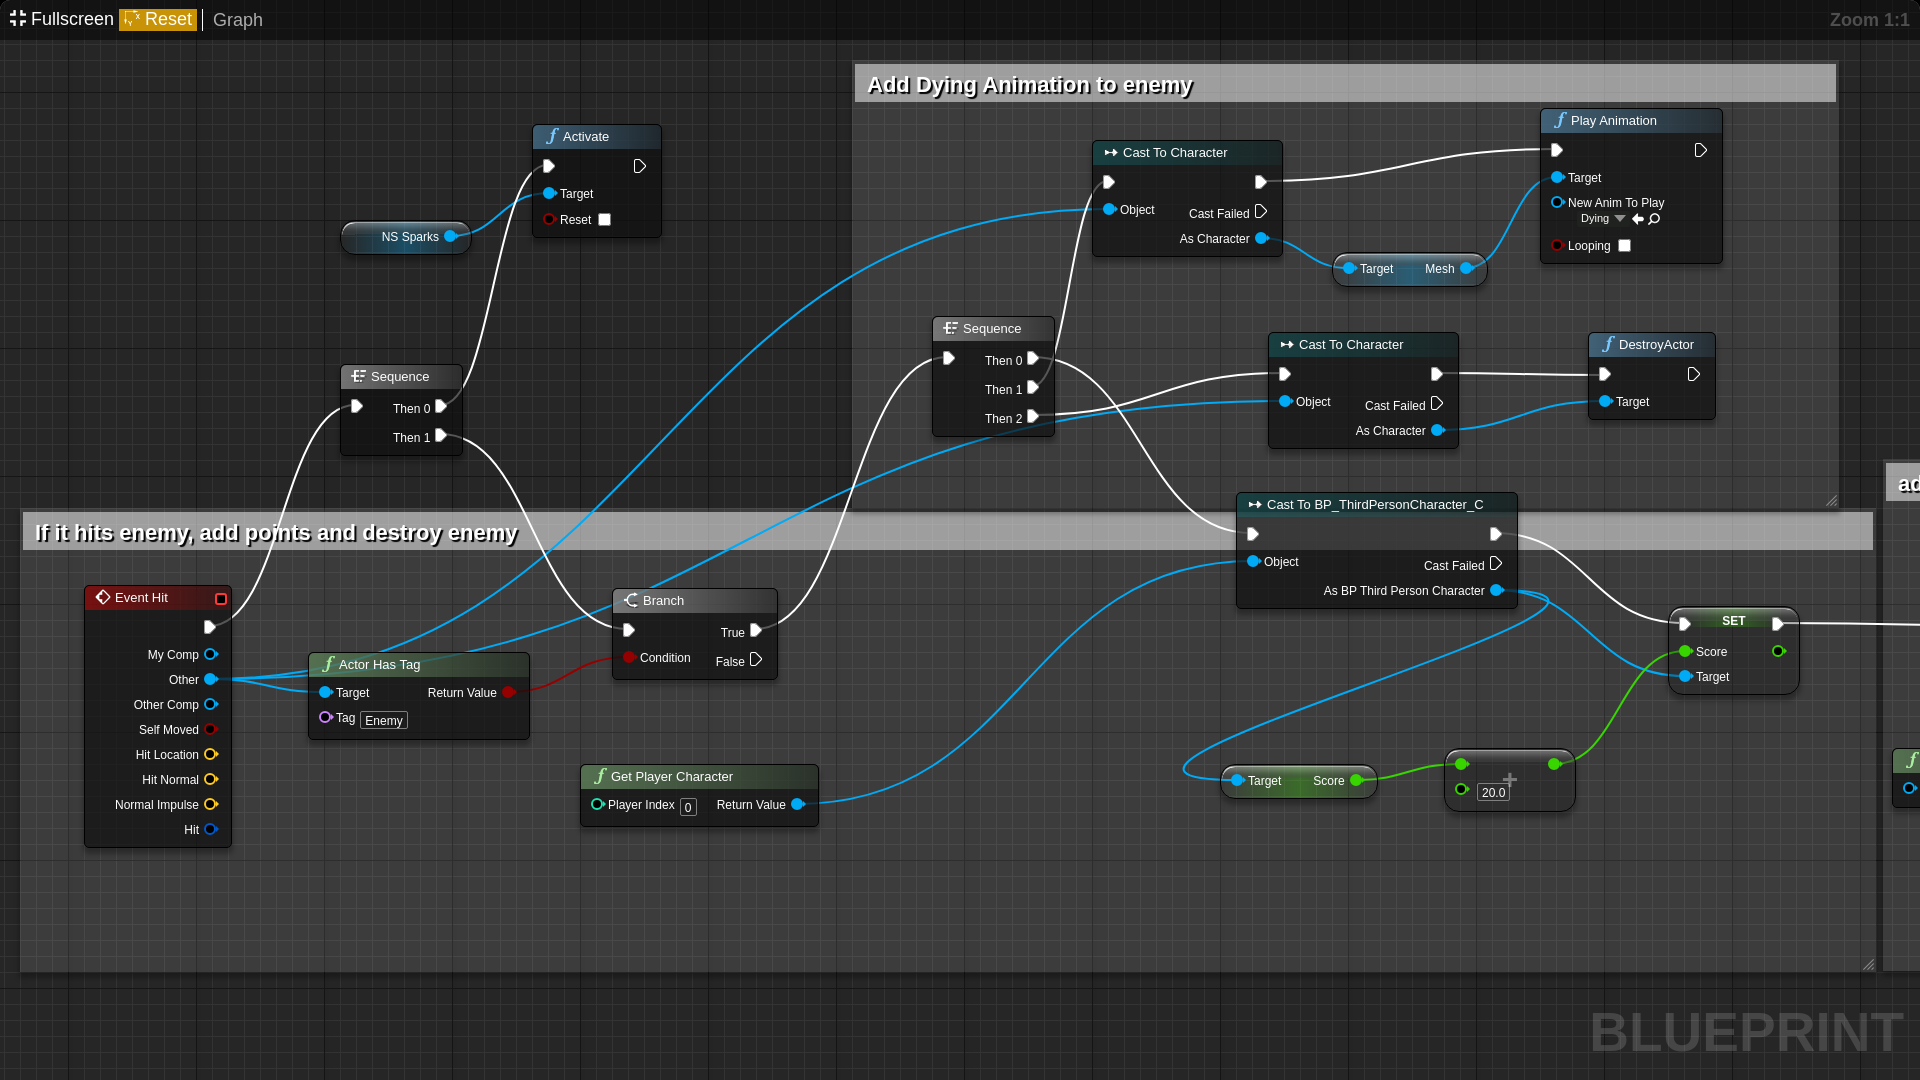 Fullscreen Reset Graph
Zoom 1:1
Add Dying Animation to enemy
Activate
Target
Reset
NS Sparks
Cast To Character
Object
Cast Failed
As Character
Play Animation
Target
New Anim To Play
Dying
Looping
Target Mesh
Sequence
Then 0
Then 1
Sequence
Then 0
Then 1
Then 2
Cast To Character
Object
Cast Failed
As Character
DestroyActor
Target
ad
If it hits enemy, add points and destroy enemy
Cast To BP_ThirdPersonCharacter_C
Object
Cast Failed
As BP Third Person Character
Event Hit
My Comp
Other
Other Comp
Self Moved
Hit Location
Hit Normal
Normal Impulse
Hit
Actor Has Tag
Target Return Value
Tag Enemy
Branch
True
Condition False
SET
Score
Target
Get Player Character
Player Index 0 Return Value
Target Score
+
20.0
BLUEPRINT